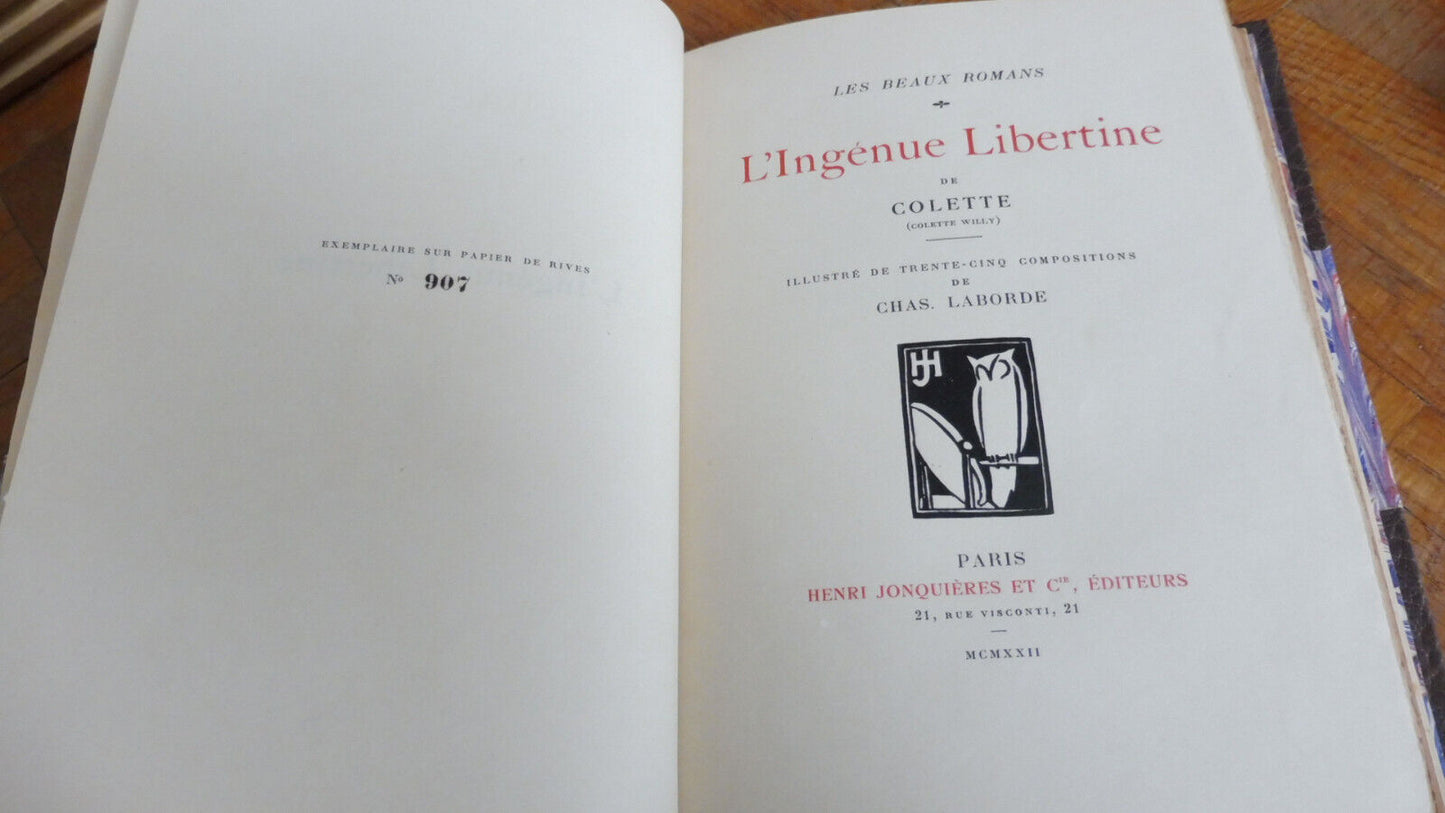 EXEMPLAIRE SUR PAPIER DE RIVES
Nº 907
LES BEAUX ROMANS
L'Ingénue Libertine
DE
COLETTE
(COLETTE WILLY)
ILLUSTRÉ DE TRENTE-CINQ COMPOSITIONS
DE
CHAS. LABORDE
HJ
PARIS
HENRI JONQUIÈRES ET Cie, ÉDITEURS
21, RUE VISCONTI, 21
MCMXXII